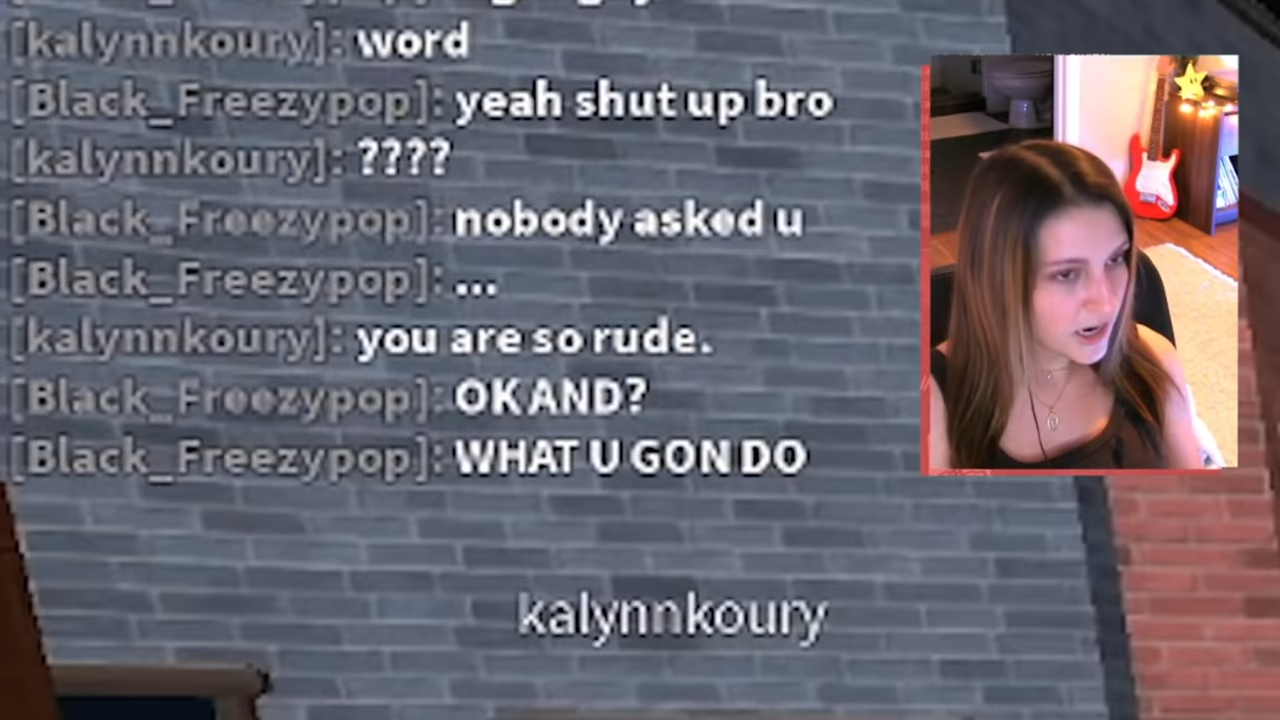 [kalynnkoury]: word
[Black_Freezypop]: yeah shut up bro
[kalynnkoury]: ????
[Black_Freezypop]: nobody asked u
[Black_Freezypop]: ...
[kalynnkoury]: you are so rude.
[Black_Freezypop]: OK AND?
[Black_Freezypop]: WHAT U GON DO
kalynnkoury